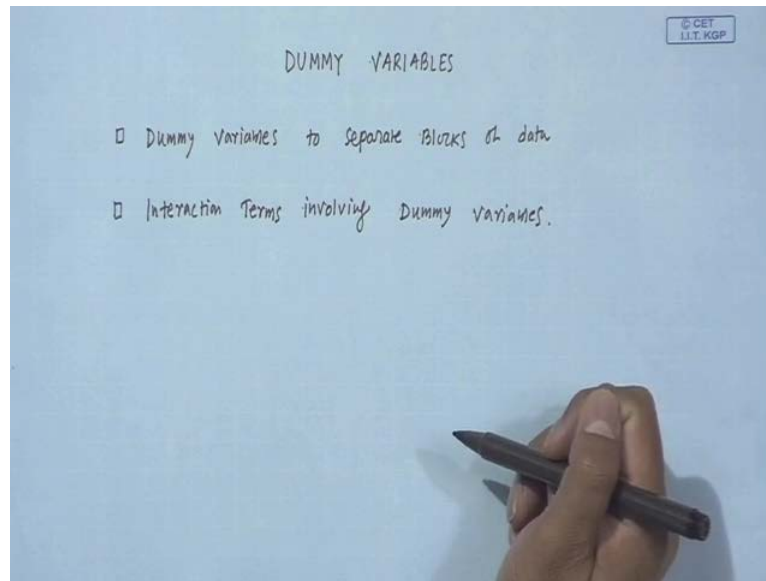 © CET
I.I.T. KGP
DUMMY VARIABLES
Dummy variables to separate Blocks of data
Interaction Terms involving Dummy variables.